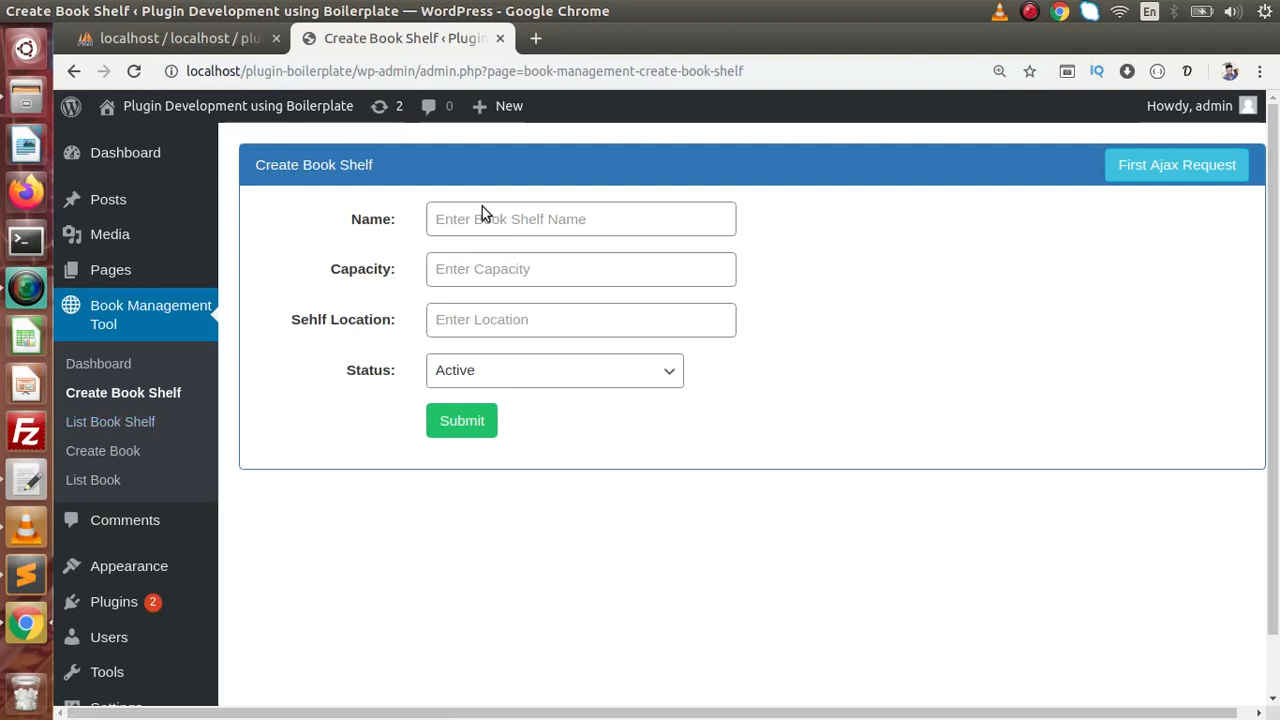 Create Book Shelf ‹ Plugin Development using Boilerplate — WordPress - Google Chrome
En
localhost / localhost / plu
Create Book Shelf ‹ Plugin
localhost/plugin-boilerplate/wp-admin/admin.php?page=book-management-create-book-shelf
IQ
Plugin Development using Boilerplate 2 0 New Howdy, admin
Dashboard
Posts
Media
Pages
Book Management
Tool
Dashboard
Create Book Shelf
List Book Shelf
Create Book
List Book
Comments
Appearance
Plugins 2
Users
Tools
Settings
Create Book Shelf First Ajax Request
Name: Enter Book Shelf Name
Capacity: Enter Capacity
Sehlf Location: Enter Location
Status: Active
Submit